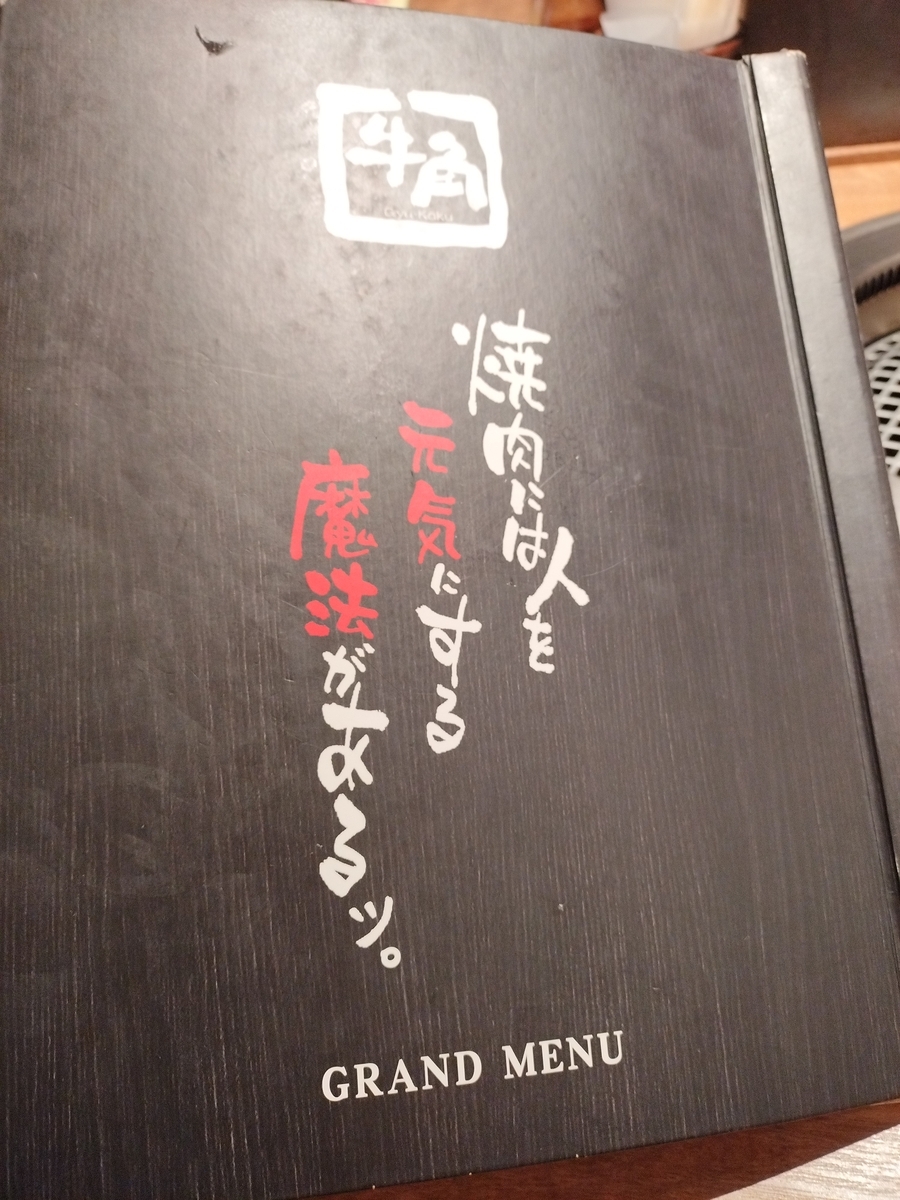 牛角
Gyu-Kaku
焼肉には人を
元気にする
魔法があるッ。
GRAND MENU